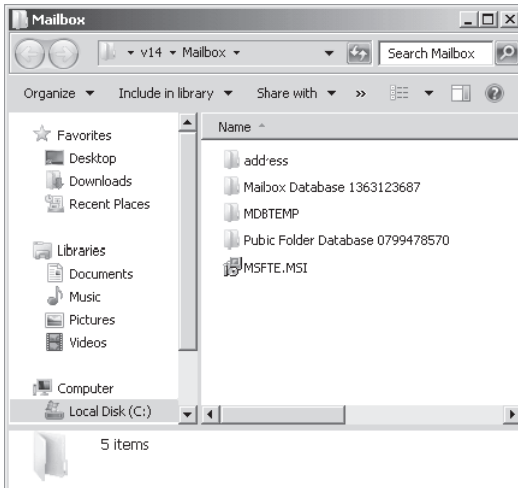 Mailbox
v14 Mailbox
Search Mailbox
Organize
Include in library
Share with
»
Favorites
Desktop
Downloads
Recent Places
Libraries
Documents
Music
Pictures
Videos
Computer
Local Disk (C:)
Name
address
Mailbox Database 1363123687
MDBTEMP
Pubic Folder Database 0799478570
MSFTE.MSI
5 items